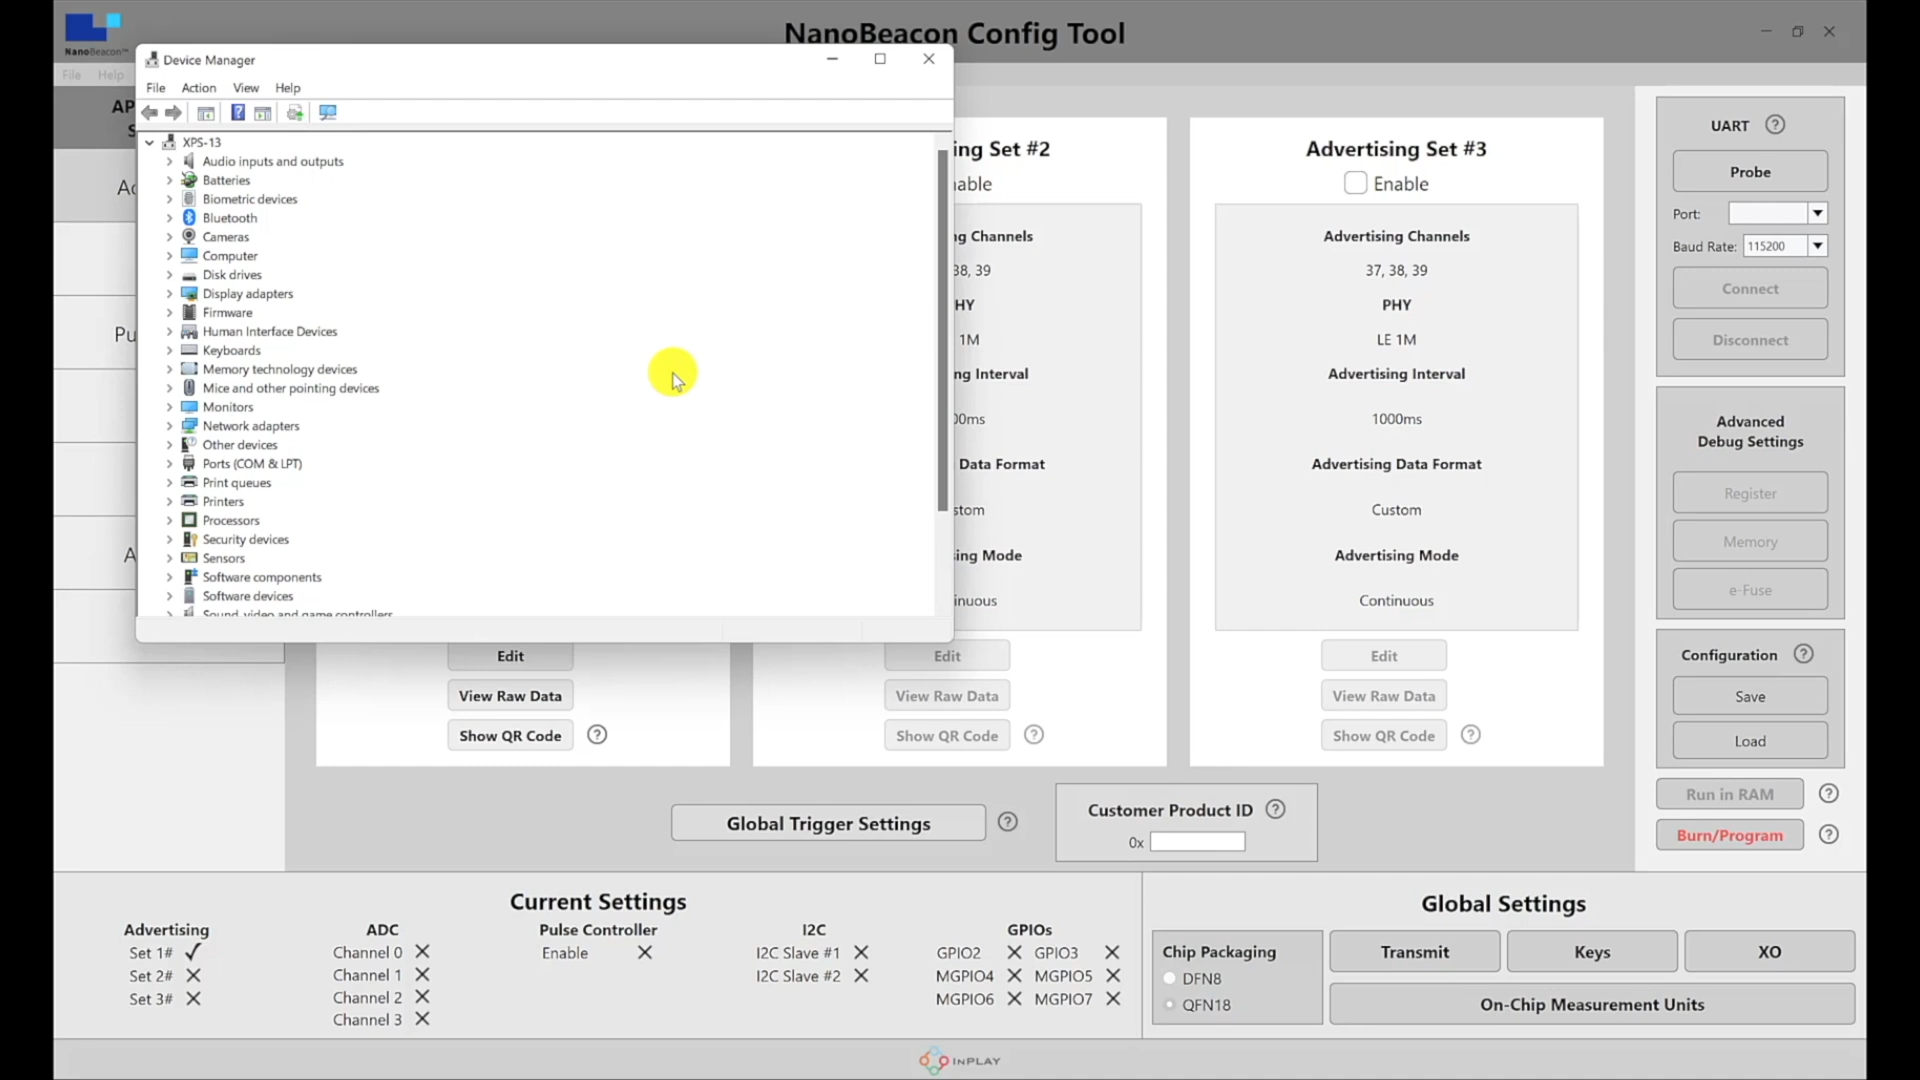 NanoBeacon Config Tool
NanoBeacon™
File Help
Device Manager
File Action View Help
XPS-13
Audio inputs and outputs
Batteries
Biometric devices
Bluetooth
Cameras
Computer
Disk drives
Display adapters
Firmware
Human Interface Devices
Keyboards
Memory technology devices
Mice and other pointing devices
Monitors
Network adapters
Other devices
Ports (COM & LPT)
Print queues
Printers
Processors
Security devices
Sensors
Software components
Software devices
Sound, video and game controllers
AP
S
Ac
Pu
A
Edit
View Raw Data
Show QR Code ?
ing Set #2
able
ng Channels
38, 39
HY
1M
ng Interval
00ms
Data Format
stom
ing Mode
inuous
Edit
View Raw Data
Show QR Code ?
Advertising Set #3
Enable
Advertising Channels
37, 38, 39
PHY
LE 1M
Advertising Interval
1000ms
Advertising Data Format
Custom
Advertising Mode
Continuous
Edit
View Raw Data
Show QR Code ?
Global Trigger Settings ?
Customer Product ID ?
0x
UART ?
Probe
Port:
Baud Rate: 115200
Connect
Disconnect
Advanced
Debug Settings
Register
Memory
e-Fuse
Configuration ?
Save
Load
Run in RAM ?
Burn/Program ?
Current Settings
Advertising
Set 1#
Set 2#
Set 3#
ADC
Channel 0
Channel 1
Channel 2
Channel 3
Pulse Controller
Enable
I2C
I2C Slave #1
I2C Slave #2
GPIOs
GPIO2 GPIO3
MGPIO4 MGPIO5
MGPIO6 MGPIO7
Global Settings
Chip Packaging
DFN8
QFN18
Transmit
Keys
XO
On-Chip Measurement Units
INPLAY